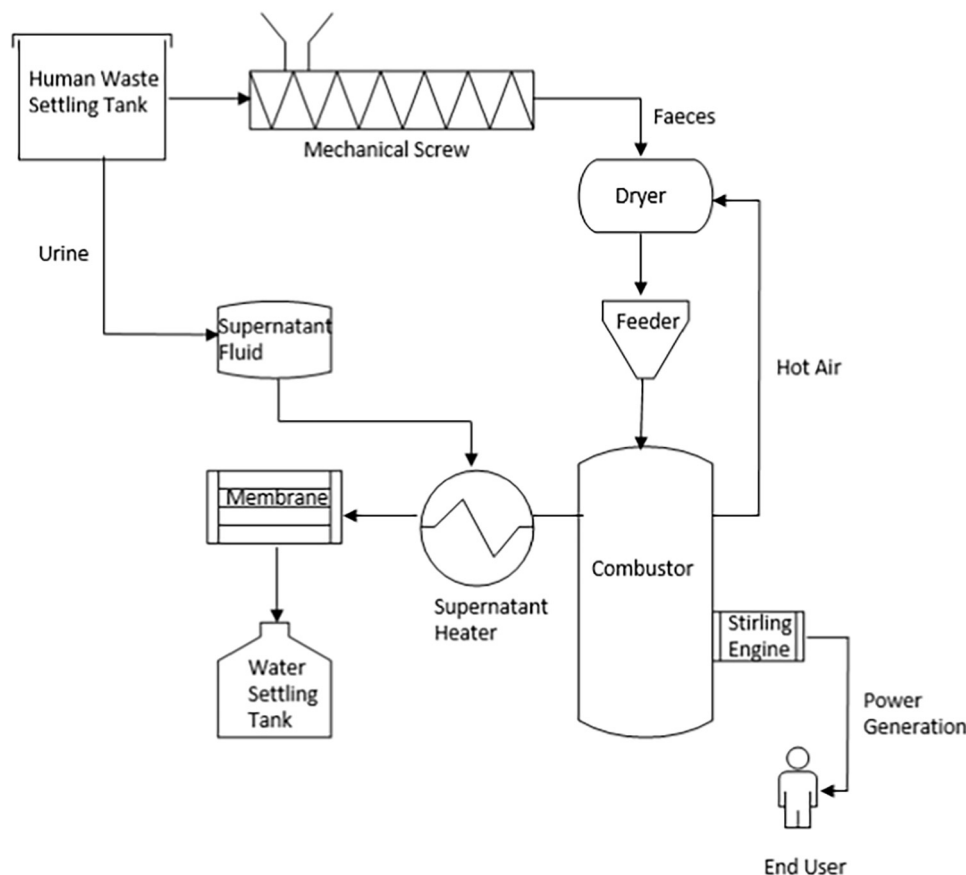 Human Waste
Settling Tank
Mechanical Screw
Faeces
Dryer
Urine
Supernatant
Fluid
Feeder
Hot Air
Membrane
Combustor
Supernatant
Heater
Stirling
Engine
Water
Settling
Tank
Power
Generation
End User